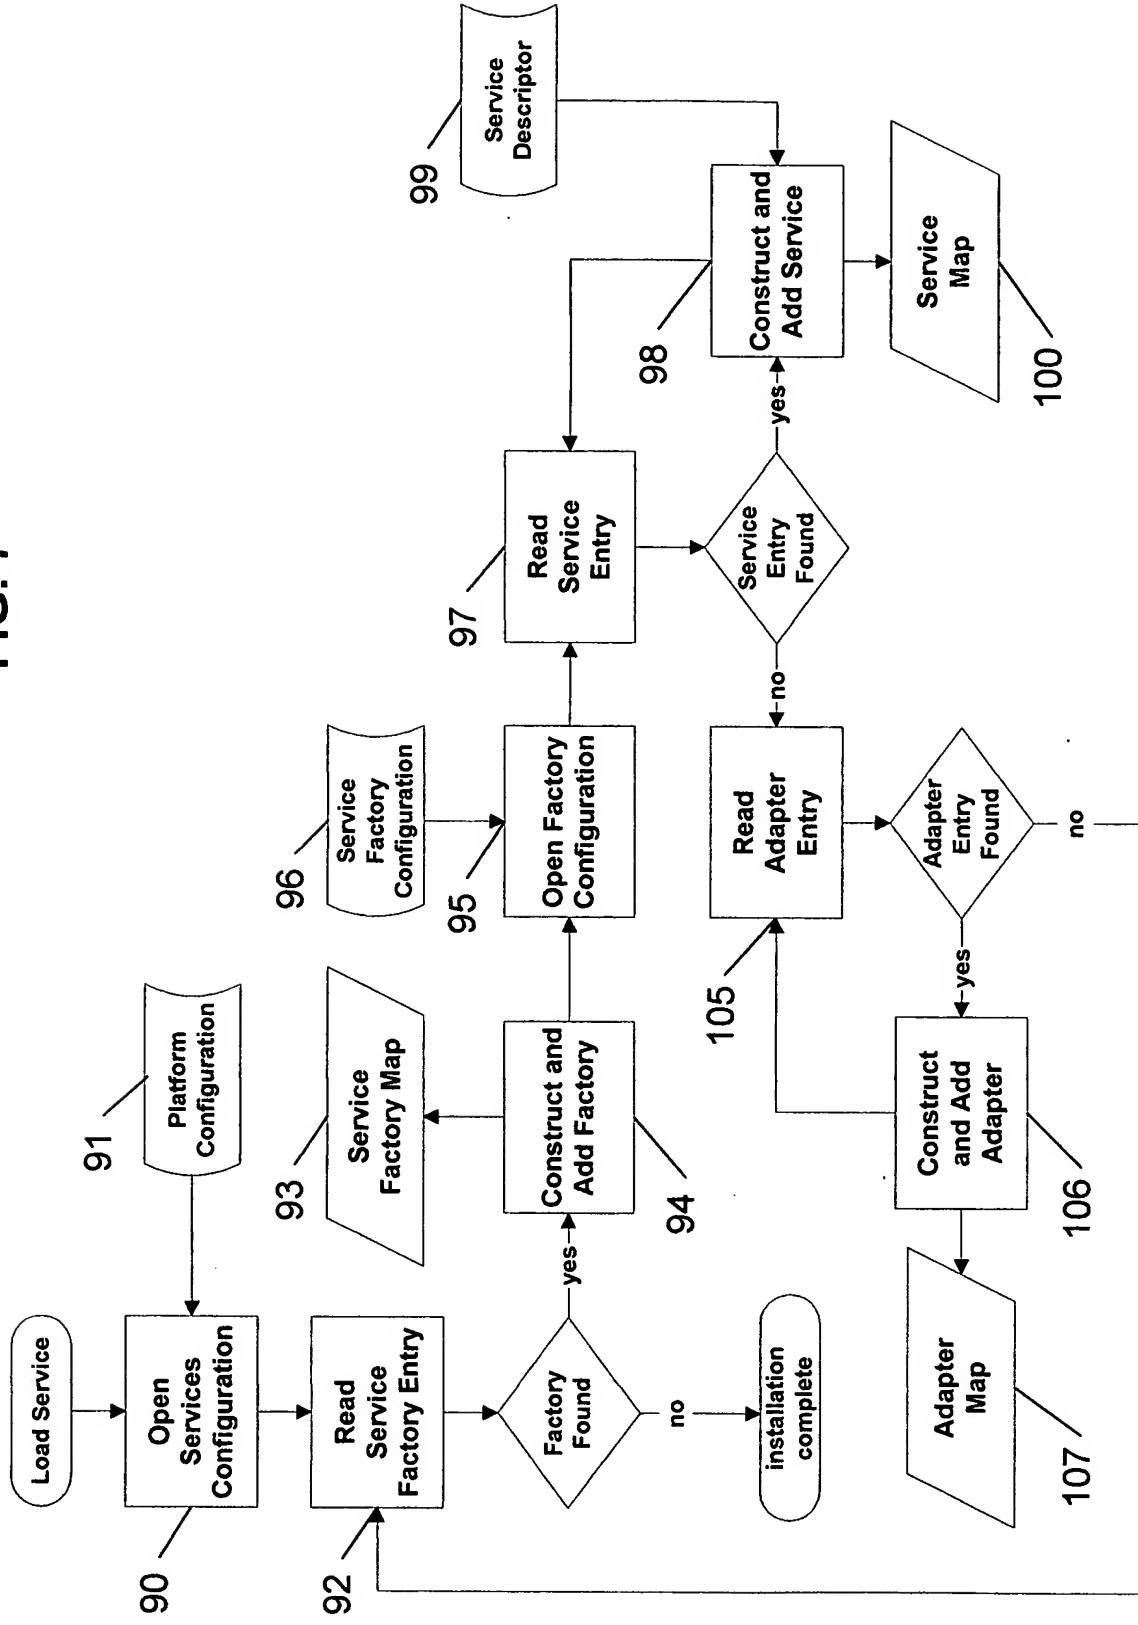 Load Service
90
Open
Services
Configuration
91
Platform
Configuration
92
Read
Service
Factory Entry
Factory
Found
yes
no
installation
complete
93
Service
Factory Map
94
Construct and
Add Factory
95
Open Factory
Configuration
96
Service
Factory
Configuration
97
Read
Service
Entry
Service
Entry
Found
yes
no
98
Construct and
Add Service
99
Service
Descriptor
100
Service
Map
105
Read
Adapter
Entry
Adapter
Entry
Found
yes
no
106
Construct
and Add
Adapter
107
Adapter
Map